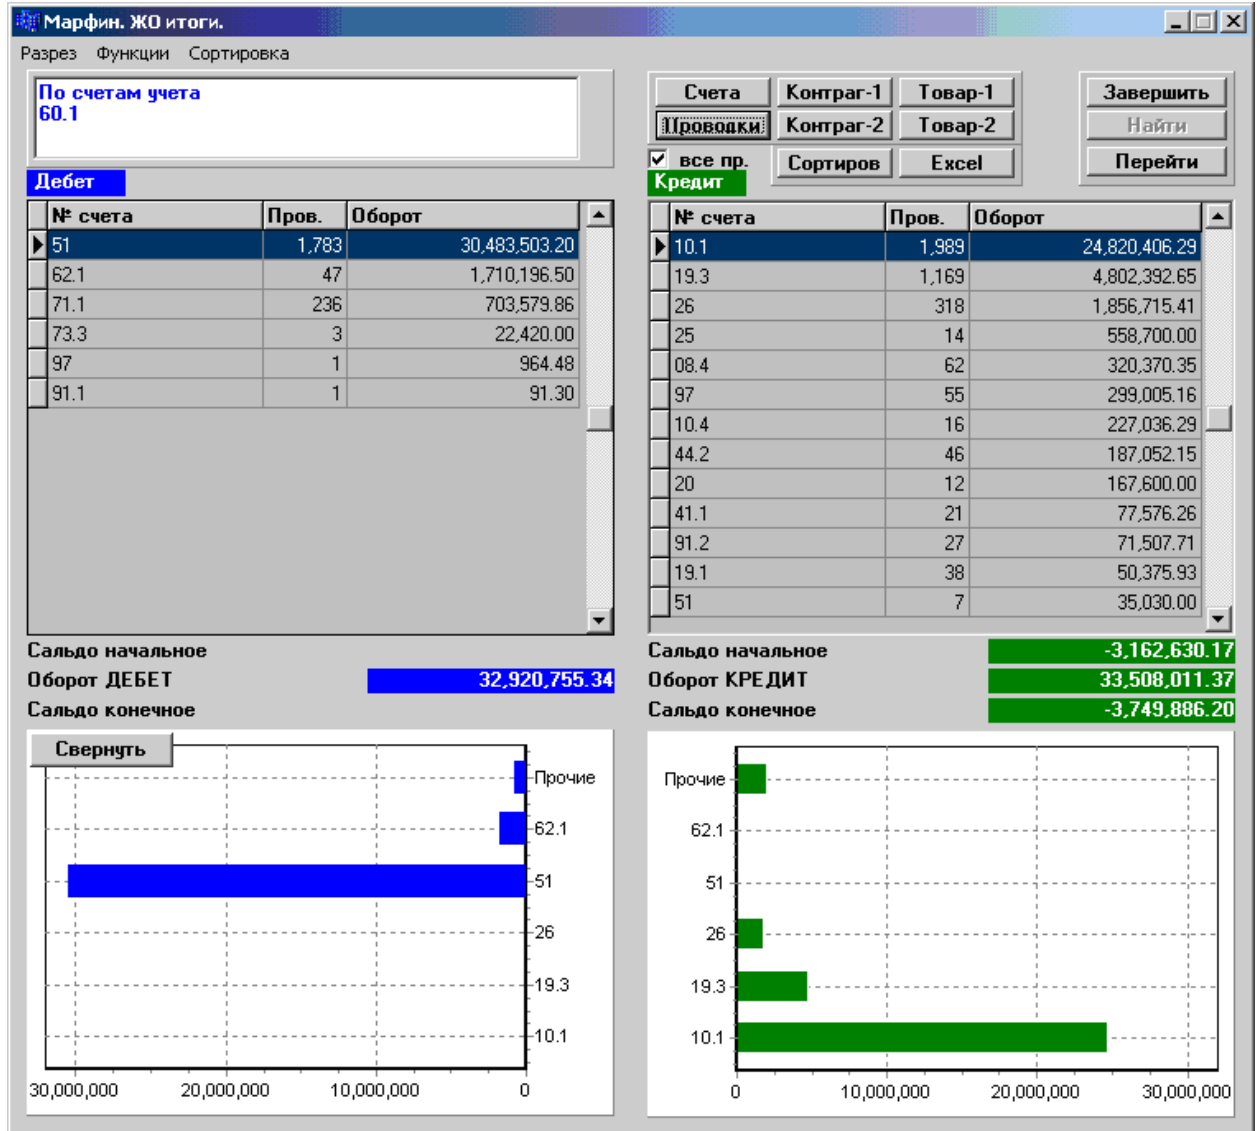 Марфин. ЖО итоги.
Разрез Функции Сортировка
По счетам учета
60.1
Счета Контраг-1 Товар-1
Проводки Контраг-2 Товар-2
все пр. Сортиров Excel
Завершить
Найти
Перейти
Дебет
№ счета Пров. Оборот
51 1,783 30,483,503.20
62.1 47 1,710,196.50
71.1 236 703,579.86
73.3 3 22,420.00
97 1 964.48
91.1 1 91.30
Сальдо начальное
Оборот ДЕБЕТ 32,920,755.34
Сальдо конечное
Кредит
№ счета Пров. Оборот
10.1 1,989 24,820,406.29
19.3 1,169 4,802,392.65
26 318 1,856,715.41
25 14 558,700.00
08.4 62 320,370.35
97 55 299,005.16
10.4 16 227,036.29
44.2 46 187,052.15
20 12 167,600.00
41.1 21 77,576.26
91.2 27 71,507.71
19.1 38 50,375.93
51 7 35,030.00
Сальдо начальное -3,162,630.17
Оборот КРЕДИТ 33,508,011.37
Сальдо конечное -3,749,886.20
Свернуть
Прочие
62.1
51
26
19.3
10.1
30,000,000 20,000,000 10,000,000 0
Прочие
62.1
51
26
19.3
10.1
0 10,000,000 20,000,000 30,000,000